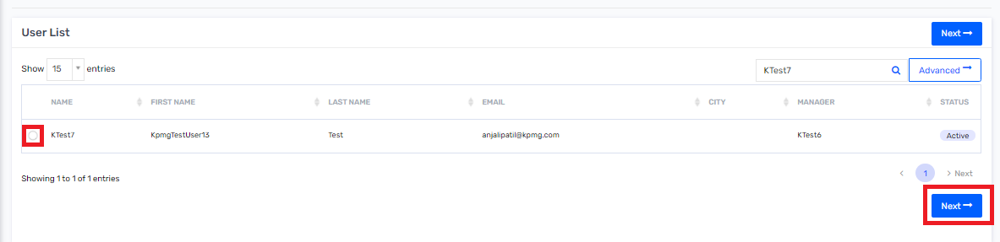 User List
Next
Show 15 entries
KTest7
Advanced
NAME FIRST NAME LAST NAME EMAIL CITY MANAGER STATUS
KTest7 KpmgTestUser13 Test anjalipatil@kpmg.com KTest6 Active
Showing 1 to 1 of 1 entries
1 Next
Next